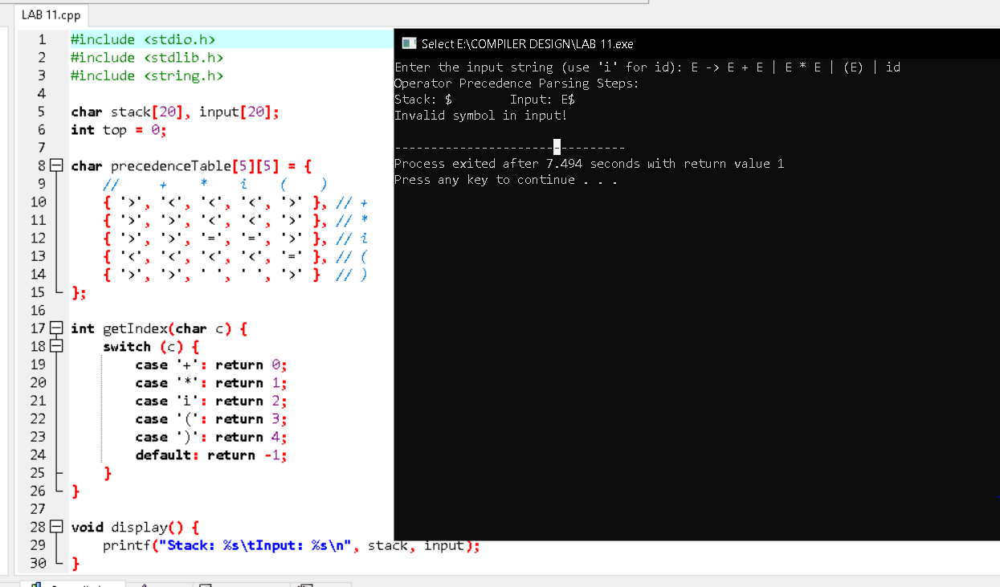 LAB 11.cpp
1 #include <stdio.h>
2 #include <stdlib.h>
3 #include <string.h>
4
5 char stack[20], input[20];
6 int top = 0;
7
8 char precedenceTable[5][5] = {
9 // + * i ( )
10 { '>', '<', '<', '<', '>' }, // +
11 { '>', '>', '<', '<', '>' }, // *
12 { '>', '>', '=', '=', '>' }, // i
13 { '<', '<', '<', '<', '=' }, // (
14 { '>', '>', ' ', ' ', '>' } // )
15 };
16
17 int getIndex(char c) {
18 switch (c) {
19 case '+': return 0;
20 case '*': return 1;
21 case 'i': return 2;
22 case '(': return 3;
23 case ')': return 4;
24 default: return -1;
25 }
26 }
27
28 void display() {
29 printf("Stack: %s\tInput: %s\n", stack, input);
30 }
Select E:\COMPILER DESIGN\LAB 11.exe
Enter the input string (use 'i' for id): E -> E + E | E * E | (E) | id
Operator Precedence Parsing Steps:
Stack: $ Input: E$
Invalid symbol in input!
--------------------------------
Process exited after 7.494 seconds with return value 1
Press any key to continue . . .